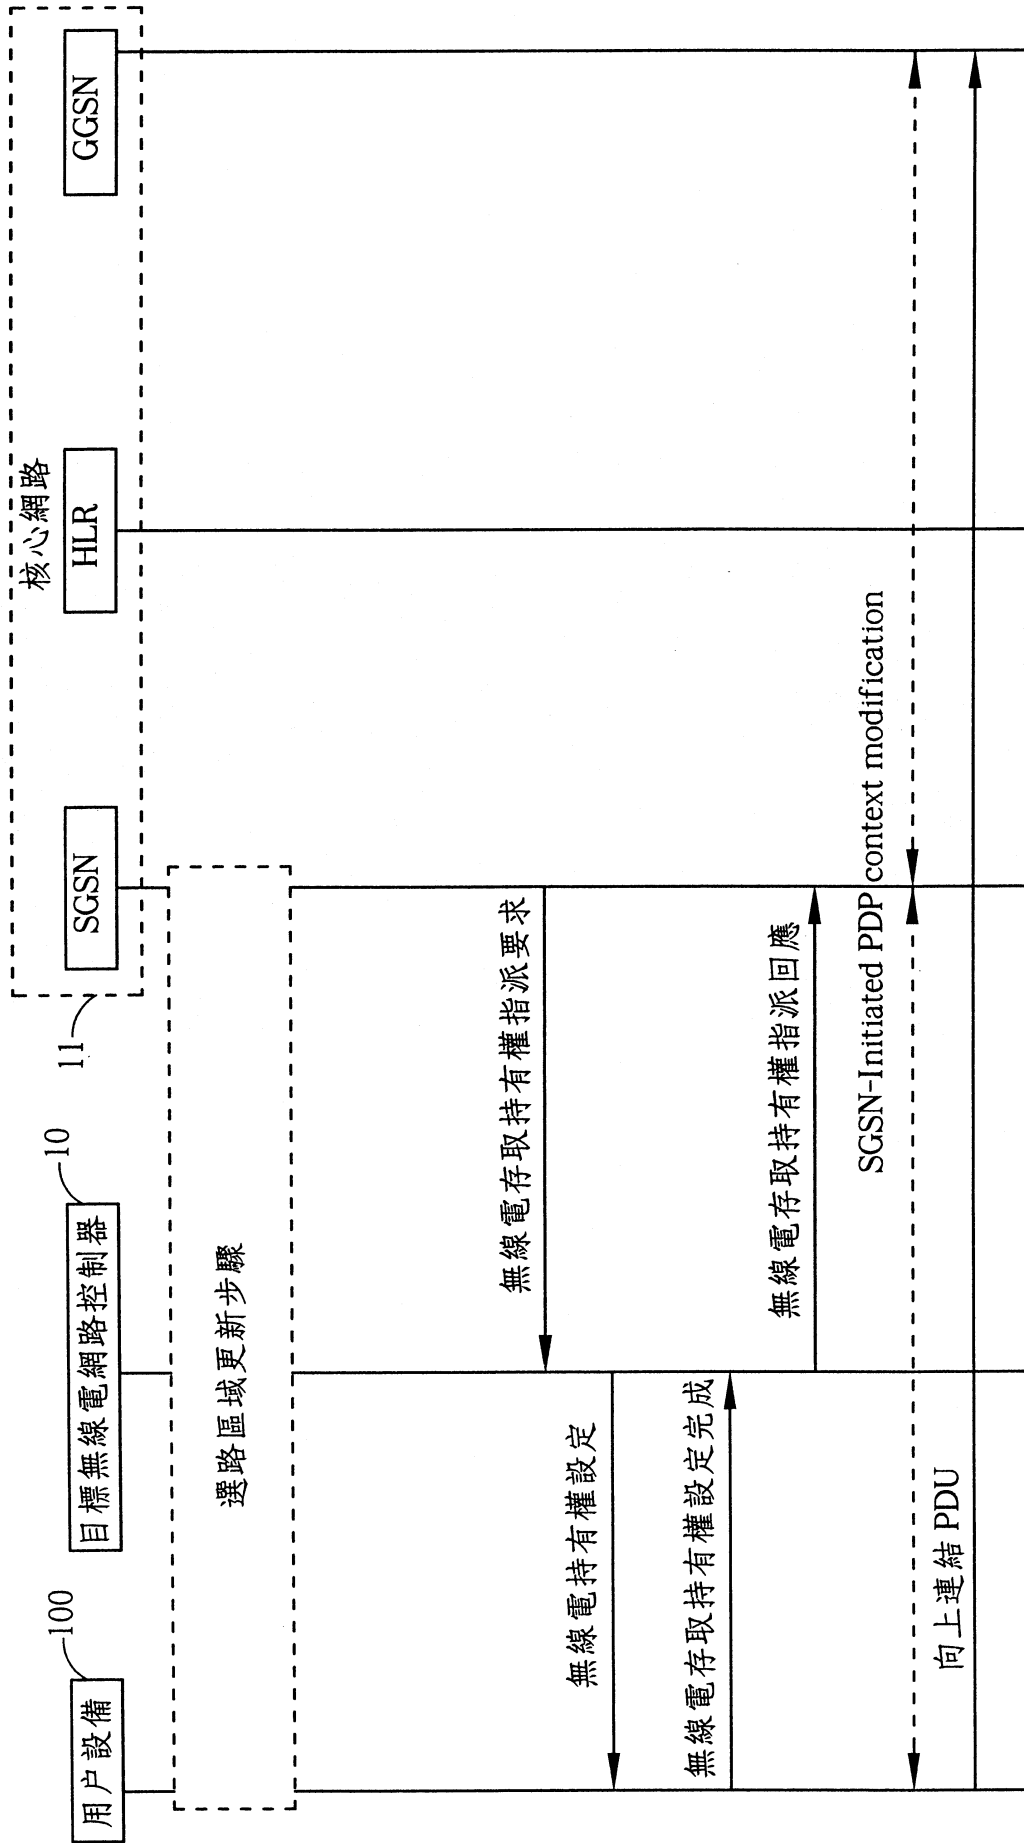 核心網路
用戶設備
100
目標無線電網路控制器
10
11
SGSN
HLR
GGSN
選路區域更新步驟
無線電存取持有權指派要求
無線電持有權設定
無線電存取持有權設定完成
無線電存取持有權指派回應
SGSN-Initiated PDP context modification
向上連結 PDU